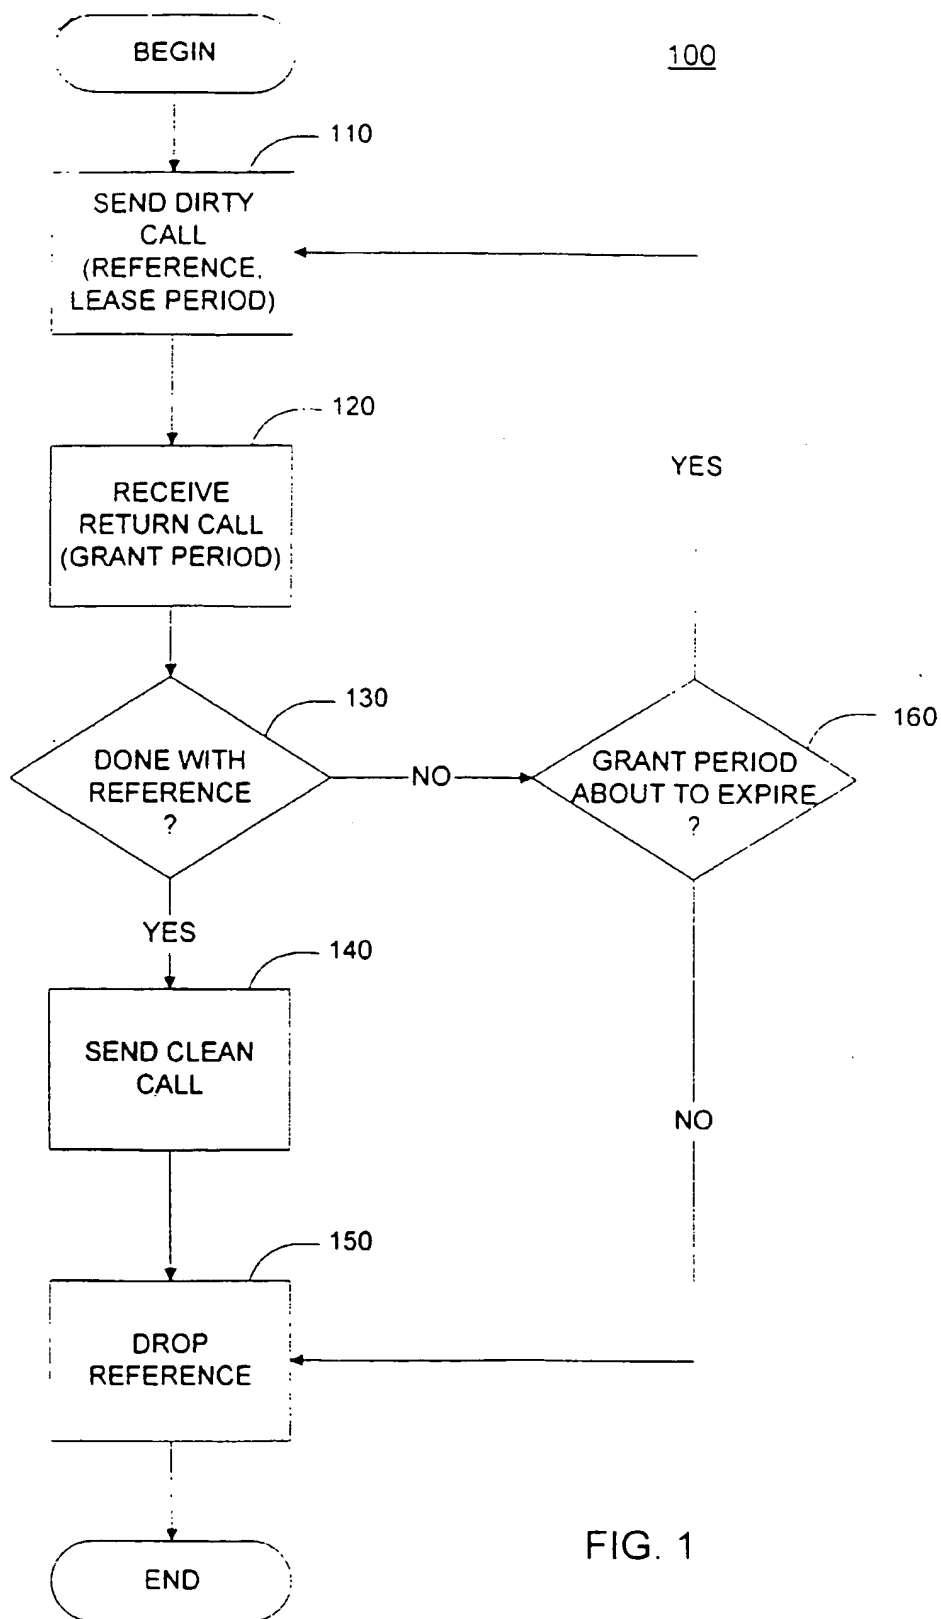 BEGIN
100
110
SEND DIRTY
CALL
(REFERENCE,
LEASE PERIOD)
120
RECEIVE
RETURN CALL
(GRANT PERIOD)
YES
130
DONE WITH
REFERENCE
?
NO
160
GRANT PERIOD
ABOUT TO EXPIRE
?
YES
140
SEND CLEAN
CALL
NO
150
DROP
REFERENCE
END
FIG. 1